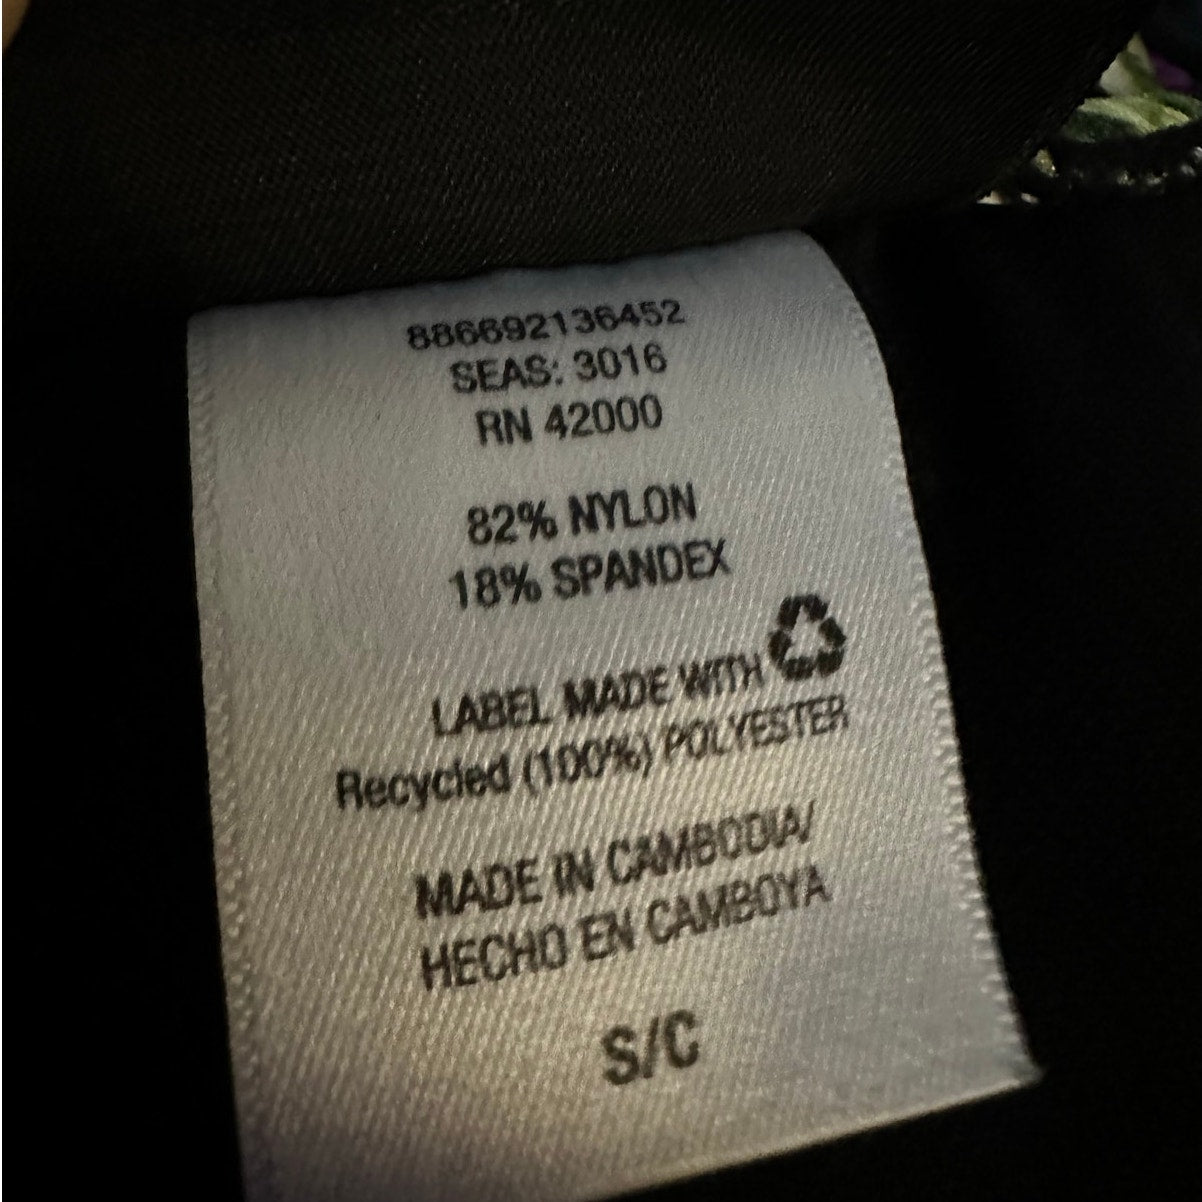 886692136452
SEAS: 3016
RN 42000
82% NYLON
18% SPANDEX
LABEL MADE WITH
Recycled (100%) POLYESTER
MADE IN CAMBODIA/
HECHO EN CAMBOYA
S/C